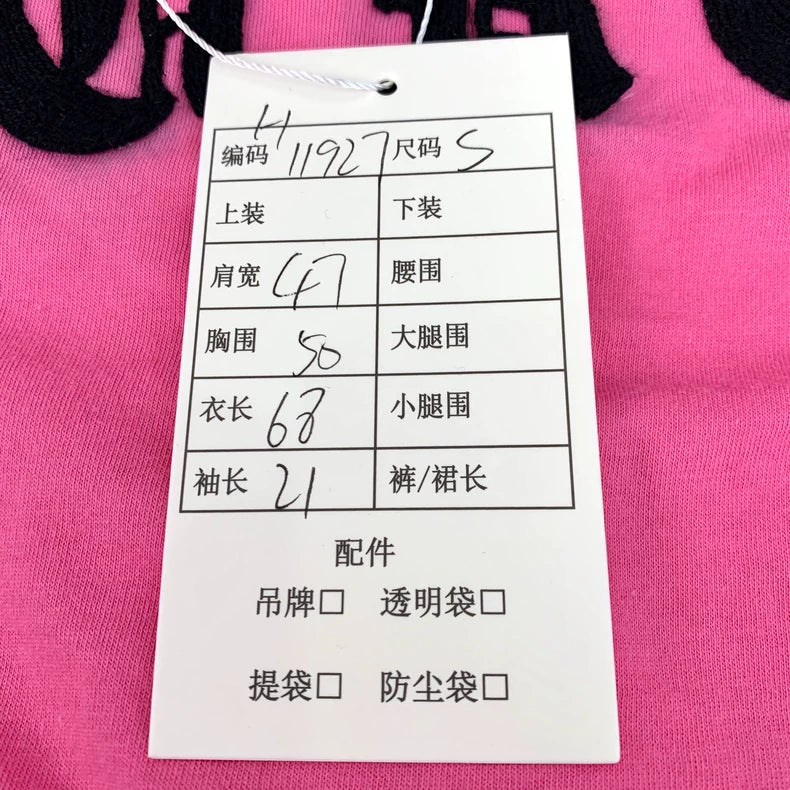 编码 H11927 尺码 S
上装 下装
肩宽 47 腰围
胸围 50 大腿围
衣长 68 小腿围
袖长 21 裤/裙长
配件
吊牌□ 透明袋□
提袋□ 防尘袋□